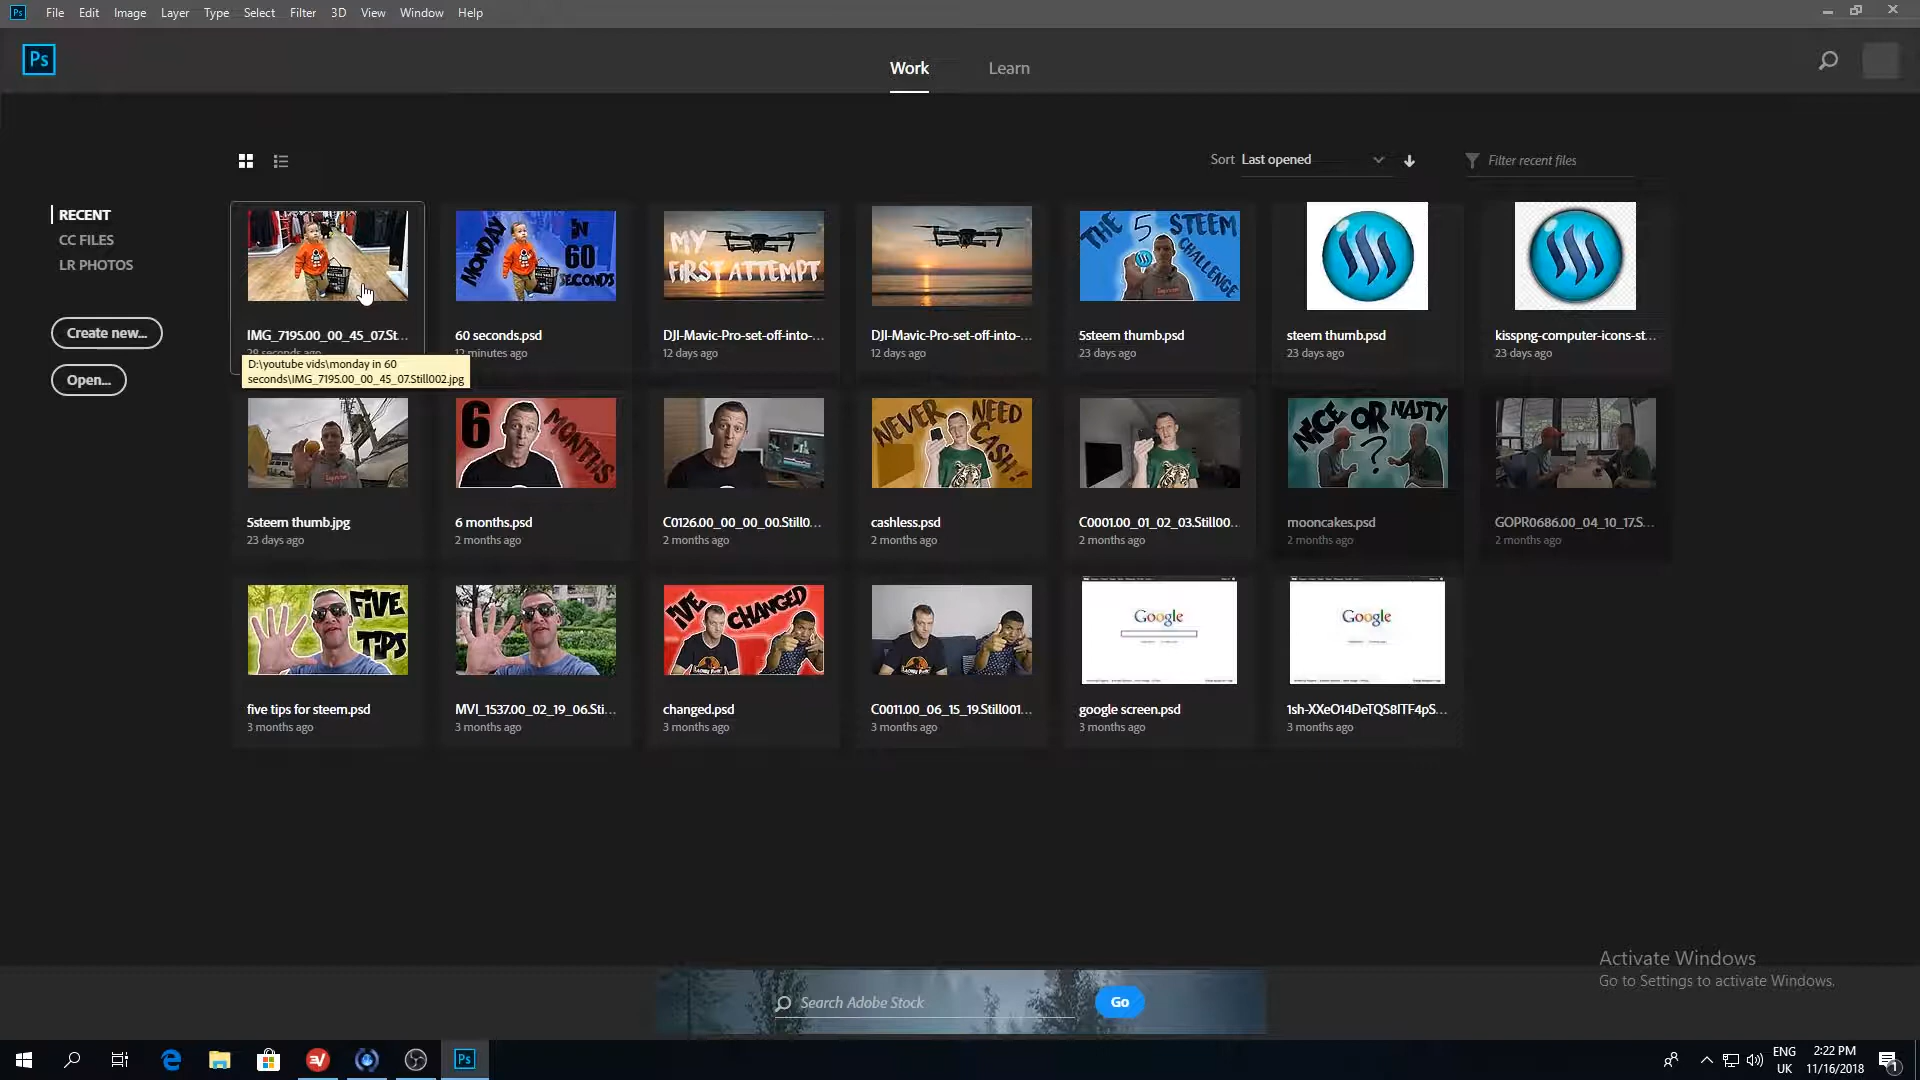 Ps File Edit Image Layer Type Select Filter 3D View Window Help
Ps
Work Learn
Sort Last opened
Filter recent files
RECENT
CC FILES
LR PHOTOS
Create new...
Open...
MONDAY IN 60 SECONDS
MY FIRST ATTEMPT
THE 5 STEEM CHALLENGE
IMG_7195.00_00_45_07.St...
60 seconds.psd
DJI-Mavic-Pro-set-off-into-...
DJI-Mavic-Pro-set-off-into-...
5steem thumb.psd
steem thumb.psd
kisspng-computer-icons-st...
28 seconds ago
12 minutes ago
12 days ago
12 days ago
23 days ago
23 days ago
23 days ago
D:\youtube vids\monday in 60
seconds\IMG_7195.00_00_45_07.Still002.jpg
6 MONTHS
NEVER NEED CASH!
NICE OR NASTY ?
5steem thumb.jpg
6 months.psd
C0126.00_00_00_00.Still0...
cashless.psd
C0001.00_01_02_03.Still00...
mooncakes.psd
GOPR0686.00_04_10_17.S...
23 days ago
2 months ago
2 months ago
2 months ago
2 months ago
2 months ago
2 months ago
FIVE TIPS
I'VE CHANGED
Google
Google
five tips for steem.psd
MVI_1537.00_02_19_06.Sti...
changed.psd
C0011.00_06_15_19.Still001...
google screen.psd
1sh-XXeO14DeTQS8ITF4pS...
3 months ago
3 months ago
3 months ago
3 months ago
3 months ago
3 months ago
Activate Windows
Go to Settings to activate Windows.
Search Adobe Stock
Go
Ps
ENG
UK
2:22 PM
11/16/2018
1